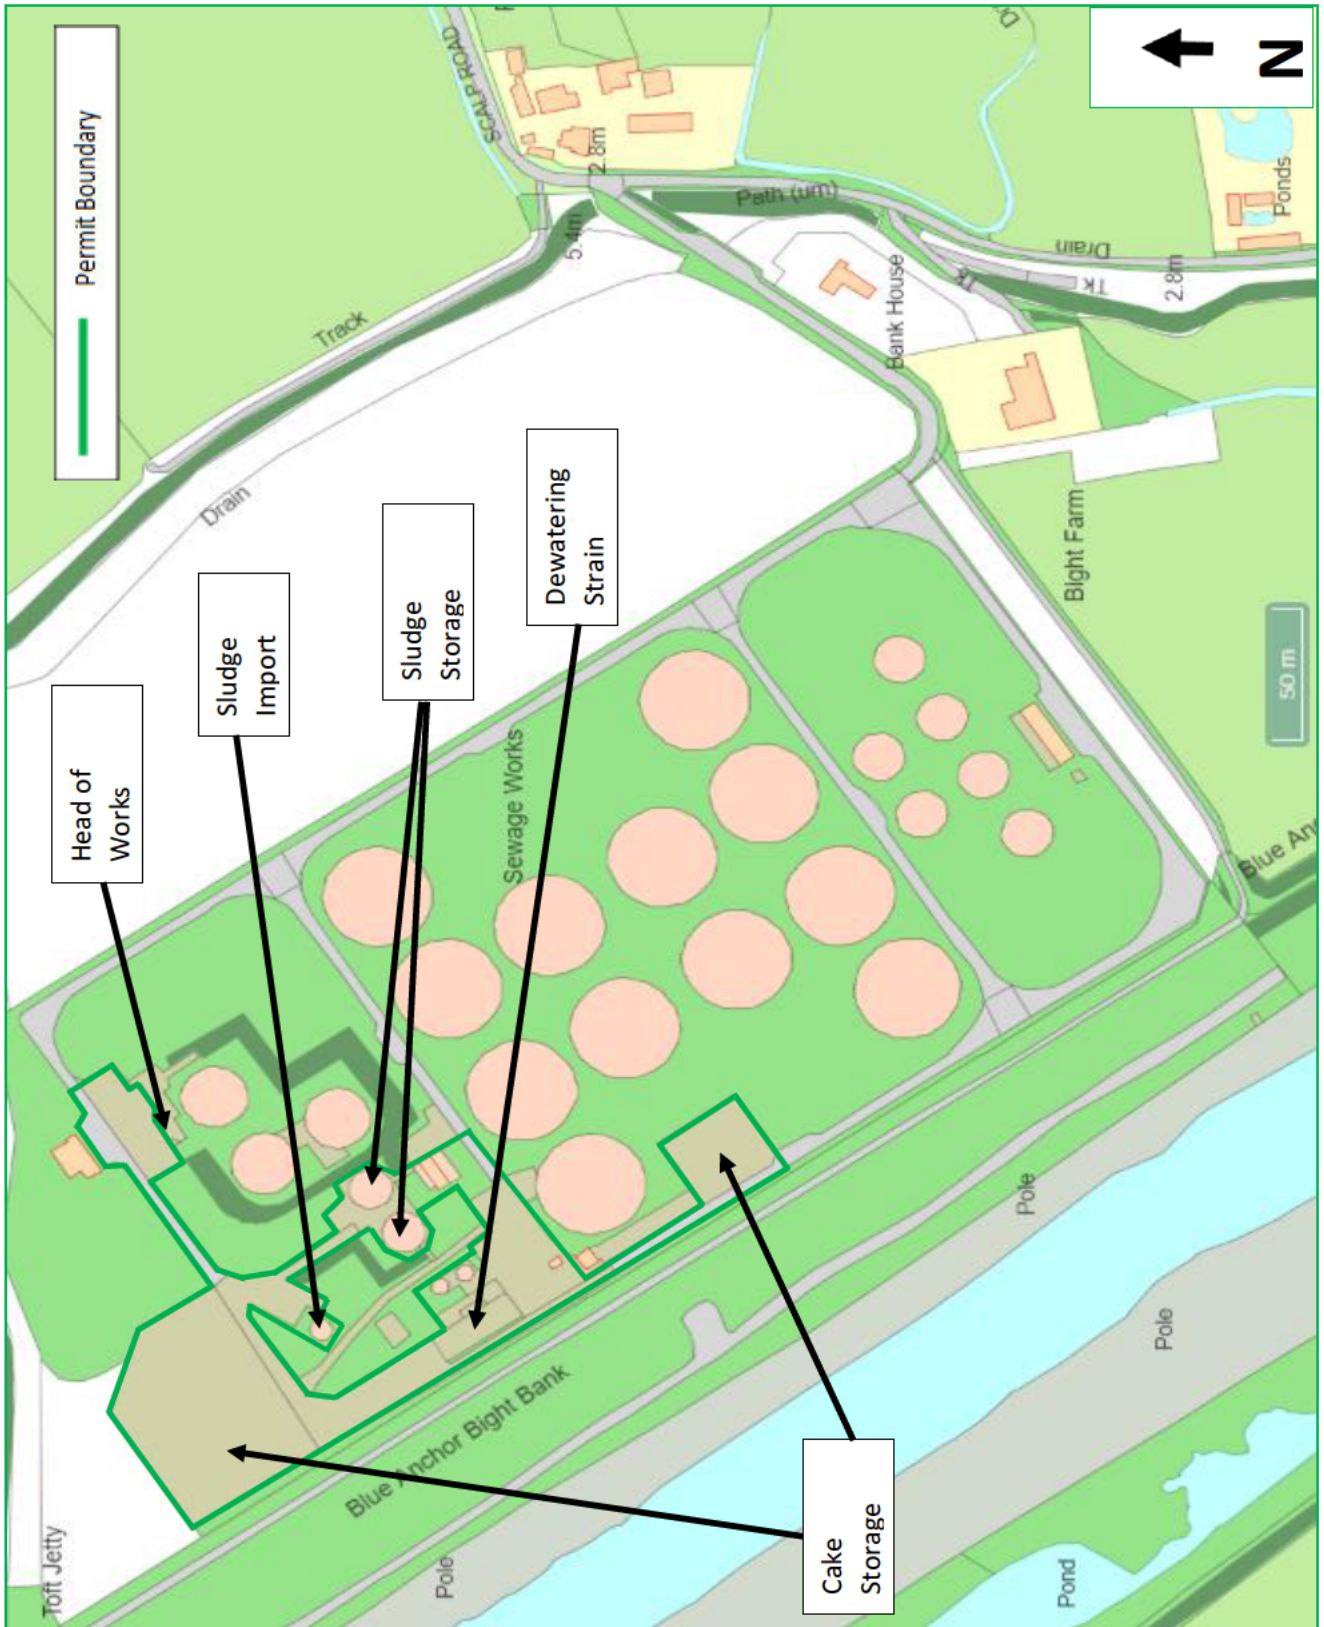 Permit Boundary
N
SCALP ROAD
2.8m
5.4m
Path (um)
Track
Drain
Drain
Tk
Tk
2.8m
Ponds
Bank House
Bight Farm
50 m
Head of
Works
Sludge
Import
Sludge
Storage
Dewatering
Strain
Sewage Works
Cake
Storage
Blue Anchor Bight Bank
Toft Jetty
Pole
Pole
Pole
Pond
Blue An